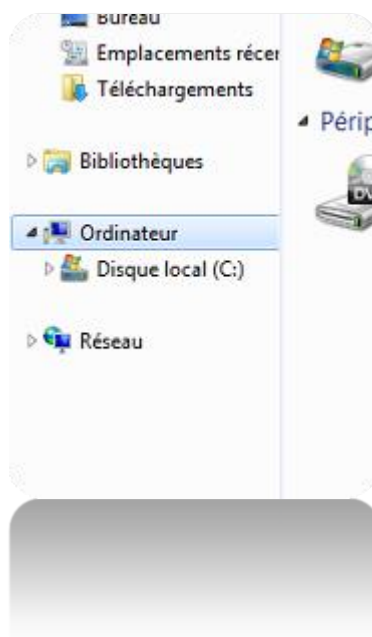 Bureau
Emplacements récer
Téléchargements
Périp
Bibliothèques
Ordinateur
Disque local (C:)
Réseau